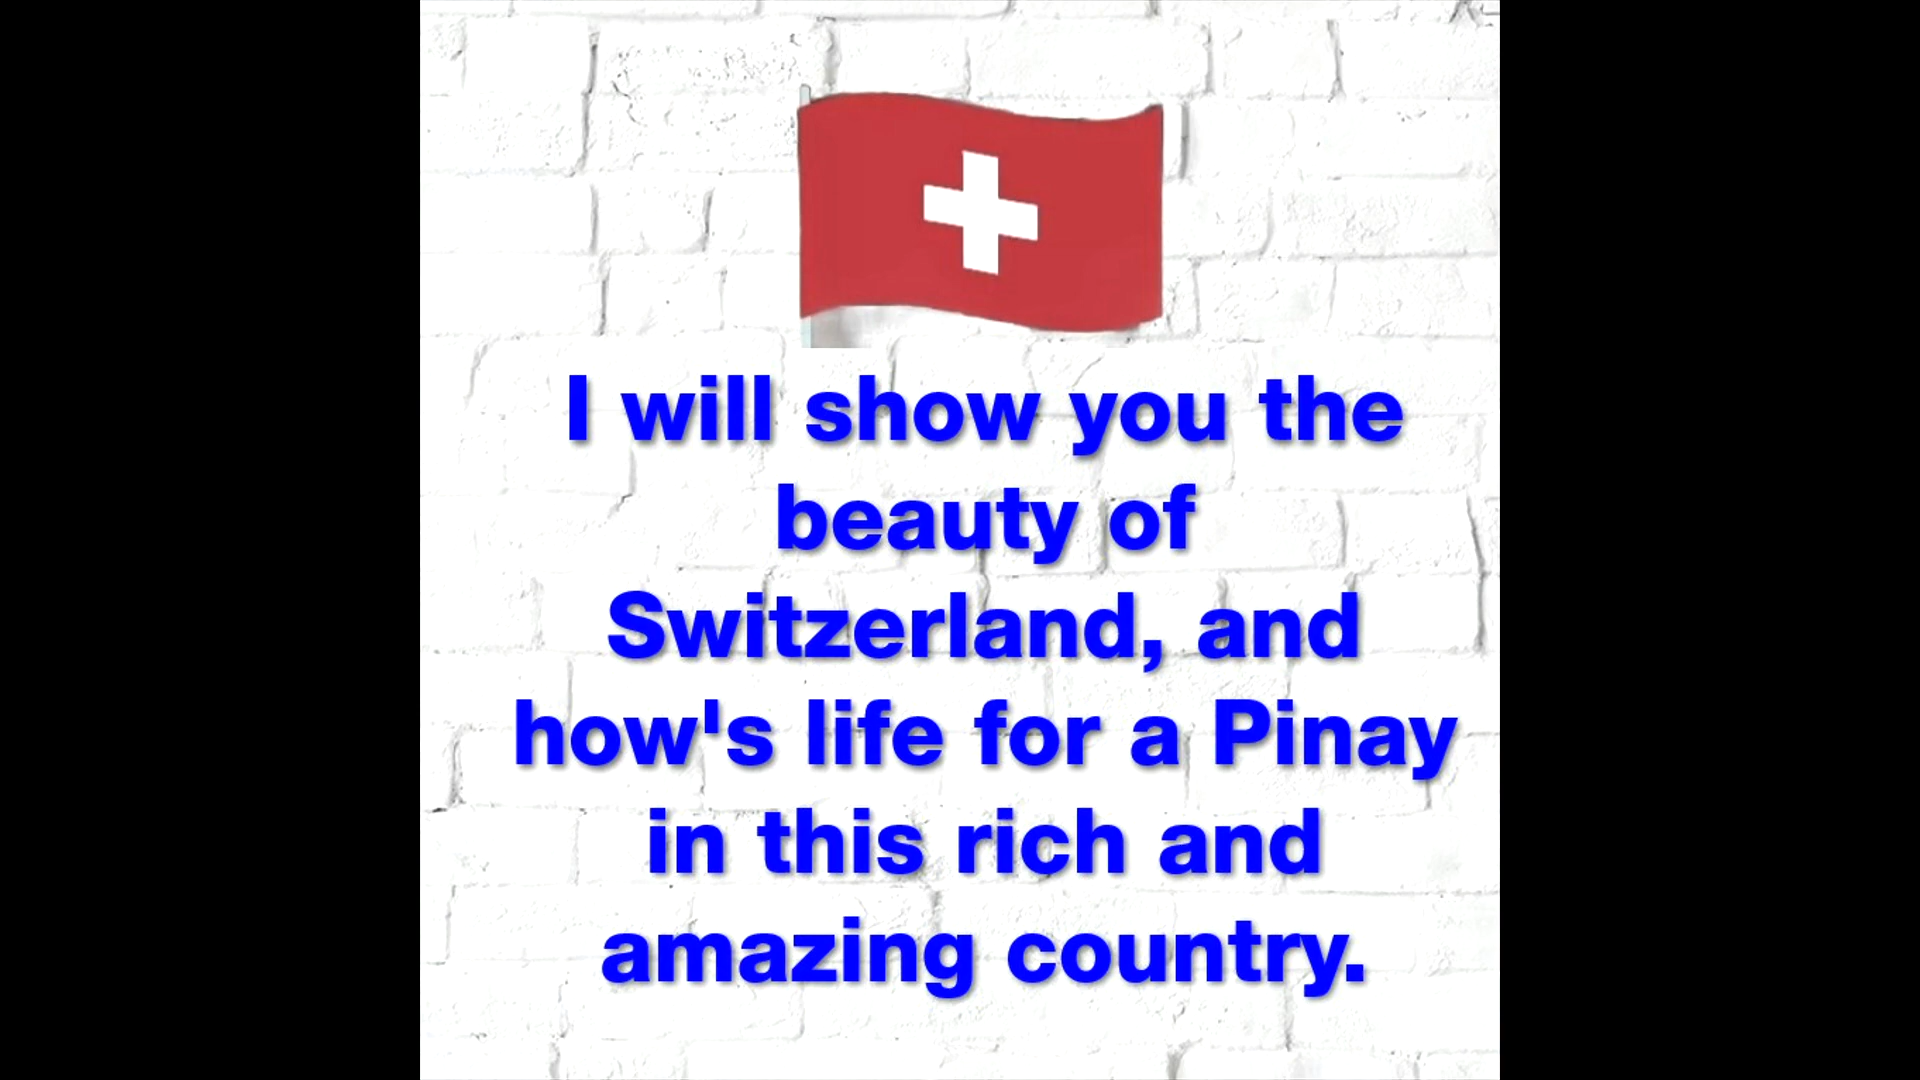 I will show you the
beauty of
Switzerland, and
how's life for a Pinay
in this rich and
amazing country.